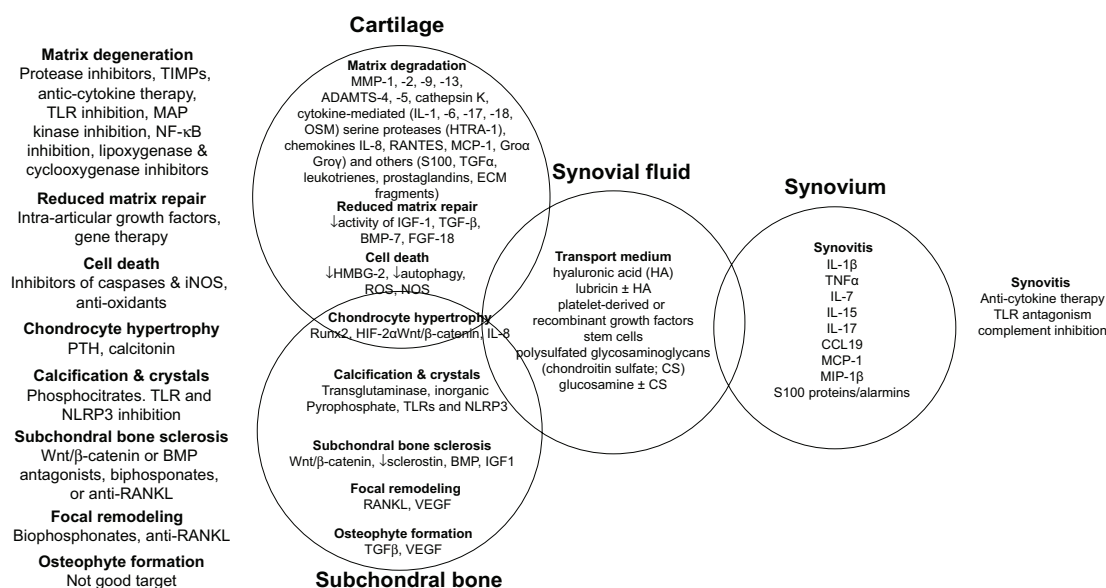 Cartilage
Matrix degeneration
Protease inhibitors, TIMPs,
antic-cytokine therapy,
TLR inhibition, MAP
kinase inhibition, NF-κB
inhibition, lipoxygenase &
cyclooxygenase inhibitors
Reduced matrix repair
Intra-articular growth factors,
gene therapy
Cell death
Inhibitors of caspases & iNOS,
anti-oxidants
Chondrocyte hypertrophy
PTH, calcitonin
Calcification & crystals
Phosphocitrates. TLR and
NLRP3 inhibition
Subchondral bone sclerosis
Wnt/β-catenin or BMP
antagonists, biphosponates,
or anti-RANKL
Focal remodeling
Biophosphonates, anti-RANKL
Osteophyte formation
Not good target
Matrix degradation
MMP-1, -2, -9, -13,
ADAMTS-4, -5, cathepsin K,
cytokine-mediated (IL-1, -6, -17, -18,
OSM) serine proteases (HTRA-1),
chemokines IL-8, RANTES, MCP-1, Groα
Groγ) and others (S100, TGFα,
leukotrienes, prostaglandins, ECM
fragments)
Reduced matrix repair
↓activity of IGF-1, TGF-β,
BMP-7, FGF-18
Cell death
↓HMBG-2, ↓autophagy,
ROS, NOS
Chondrocyte hypertrophy
Runx2, HIF-2αWnt/β-catenin, IL-8
Calcification & crystals
Transglutaminase, inorganic
Pyrophosphate, TLRs and NLRP3
Subchondral bone sclerosis
Wnt/β-catenin, ↓sclerostin, BMP, IGF1
Focal remodeling
RANKL, VEGF
Osteophyte formation
TGFβ, VEGF
Subchondral bone
Synovial fluid
Transport medium
hyaluronic acid (HA)
lubricin ± HA
platelet-derived or
recombinant growth factors
stem cells
polysulfated glycosaminoglycans
(chondroitin sulfate; CS)
glucosamine ± CS
Synovium
Synovitis
IL-1β
TNFα
IL-7
IL-15
IL-17
CCL19
MCP-1
MIP-1β
S100 proteins/alarmins
Synovitis
Anti-cytokine therapy
TLR antagonism
complement inhibition